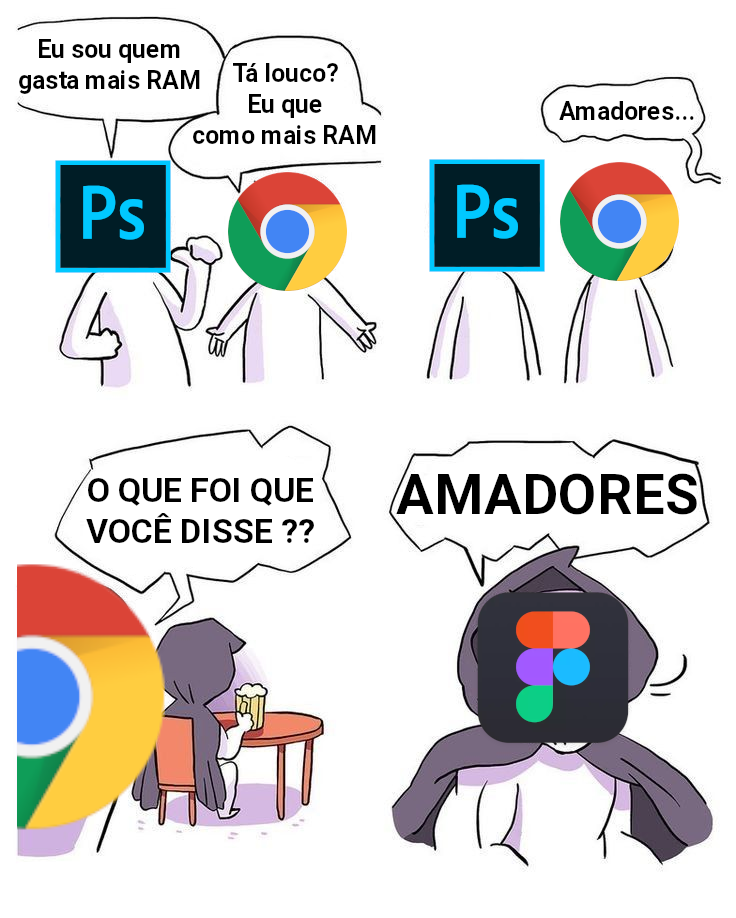 Eu sou quem
gasta mais RAM
Tá louco?
Eu que
como mais RAM
Ps
Amadores...
Ps
O QUE FOI QUE
VOCÊ DISSE ??
AMADORES